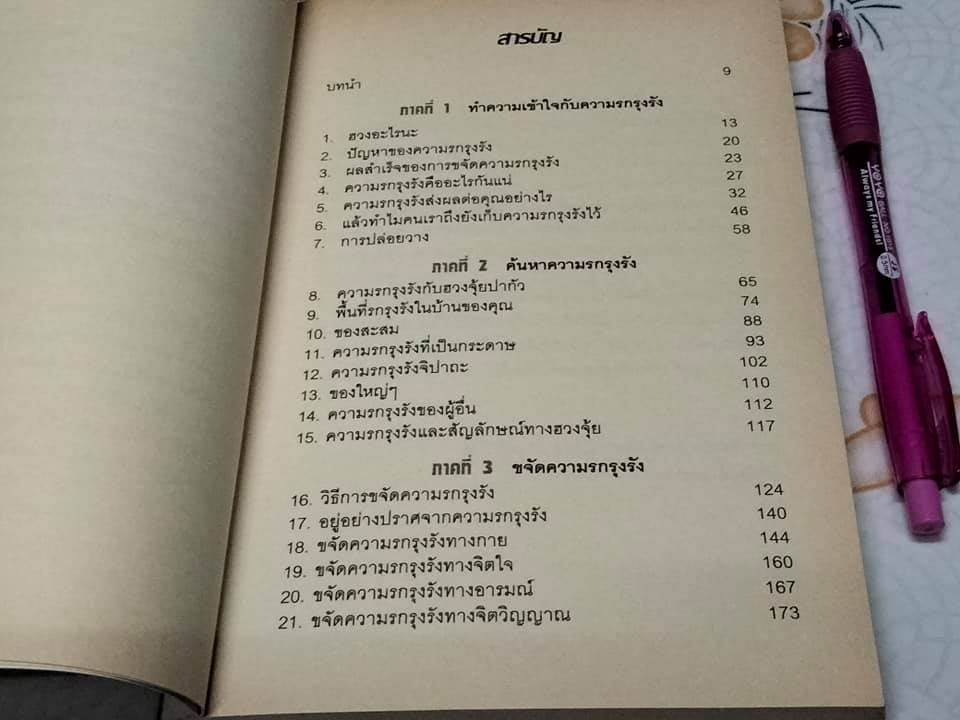 สารบัญ
บทนำ 9
ภาคที่ 1 ทำความเข้าใจกับความรกรุงรัง
1. ฮวงอะไรนะ 13
2. ปัญหาของความรกรุงรัง 20
3. ผลสำเร็จของการขจัดความรกรุงรัง 23
4. ความรกรุงรังคืออะไรกันแน่ 27
5. ความรกรุงรังส่งผลต่อคุณอย่างไร 32
6. แล้วทำไมคนเราถึงยังเก็บความรกรุงรังไว้ 46
7. การปล่อยวาง 58
ภาคที่ 2 ค้นหาความรกรุงรัง
8. ความรกรุงรังกับฮวงจุ้ยปากัว 65
9. พื้นที่รกรุงรังในบ้านของคุณ 74
10. ของสะสม 88
11. ความรกรุงรังที่เป็นกระดาษ 93
12. ความรกรุงรังจิปาถะ 102
13. ของใหญ่ๆ 110
14. ความรกรุงรังของผู้อื่น 112
15. ความรกรุงรังและสัญลักษณ์ทางฮวงจุ้ย 117
ภาคที่ 3 ขจัดความรกรุงรัง
16. วิธีการขจัดความรกรุงรัง 124
17. อยู่อย่างปราศจากความรกรุงรัง 140
18. ขจัดความรกรุงรังทางกาย 144
19. ขจัดความรกรุงรังทางจิตใจ 160
20. ขจัดความรกรุงรังทางอารมณ์ 167
21. ขจัดความรกรุงรังทางจิตวิญญาณ 173
Always my friends!
0.5mm